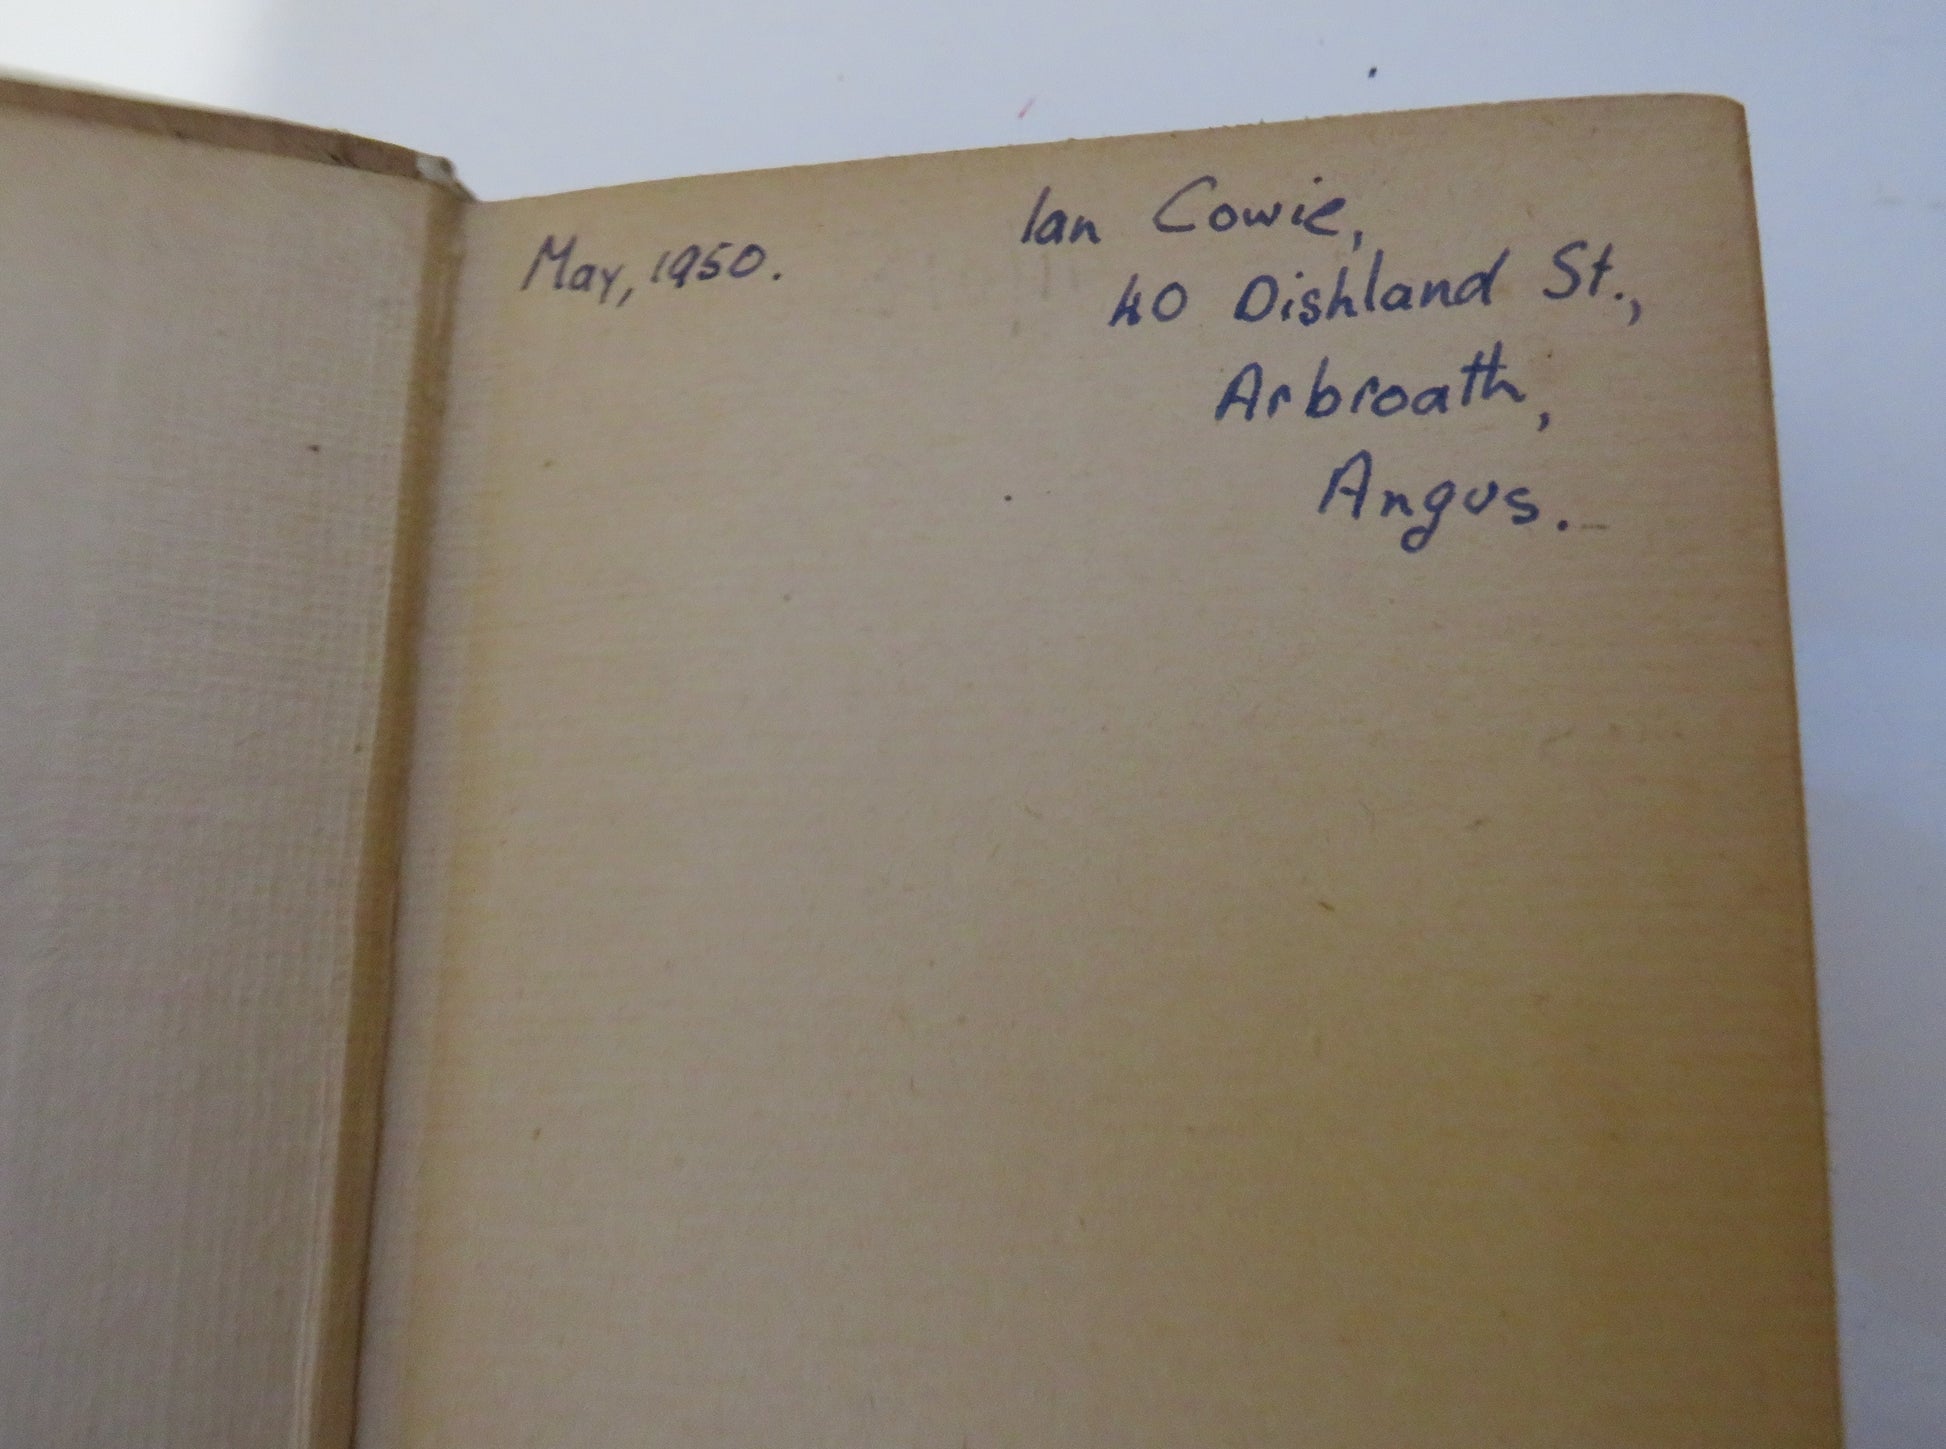 May, 1950.
Ian Cowie,
40 Dishland St.,
Arbroath,
Angus.